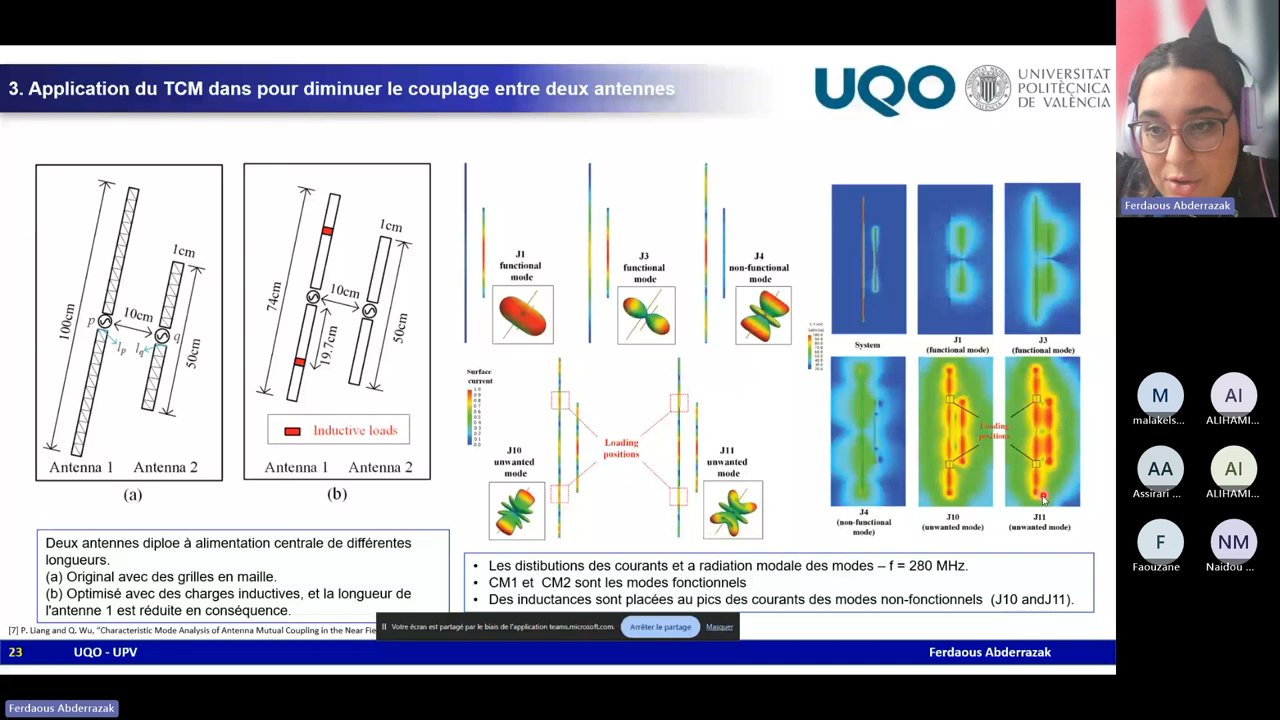 3. Application du TCM dans pour diminuer le couplage entre deux antennes
UQO
UNIVERSITAT
POLITÈCNICA
DE VALÈNCIA
Ferdaous Abderrazak
100cm
1cm
10cm
p
q
lp
lq
50cm
Antenna 1
Antenna 2
(a)
74cm
1cm
10cm
19.7cm
50cm
Inductive loads
Antenna 1
Antenna 2
(b)
J1
functional
mode
J3
functional
mode
J4
non-functional
mode
Surface
current
J10
unwanted
mode
Loading
positions
J11
unwanted
mode
System
J1
(functional mode)
J3
(functional mode)
Loading
positions
J4
(non-functional
mode)
J10
(unwanted mode)
J11
(unwanted mode)
Deux antennes diploe à alimentation centrale de différentes
longueurs.
(a) Original avec des grilles en maille.
(b) Optimisé avec des charges inductives, et la longueur de
l'antenne 1 est réduite en conséquence.
• Les distibutions des courants et a radiation modale des modes – f = 280 MHz.
• CM1 et CM2 sont les modes fonctionnels
• Des inductances sont placées au pics des courants des modes non-fonctionnels (J10 andJ11).
[7] P. Liang and Q. Wu, "Characteristic Mode Analysis of Antenna Mutual Coupling in the Near Fie
Votre écran est partagé par le biais de l'application teams.microsoft.com.
Arrêter le partage
Masquer
23
UQO - UPV
Ferdaous Abderrazak
M
malakels...
AI
ALIHAMI...
AA
Assirari ...
AI
ALIHAMI...
F
Faouzane
NM
Naidou ...
Ferdaous Abderrazak